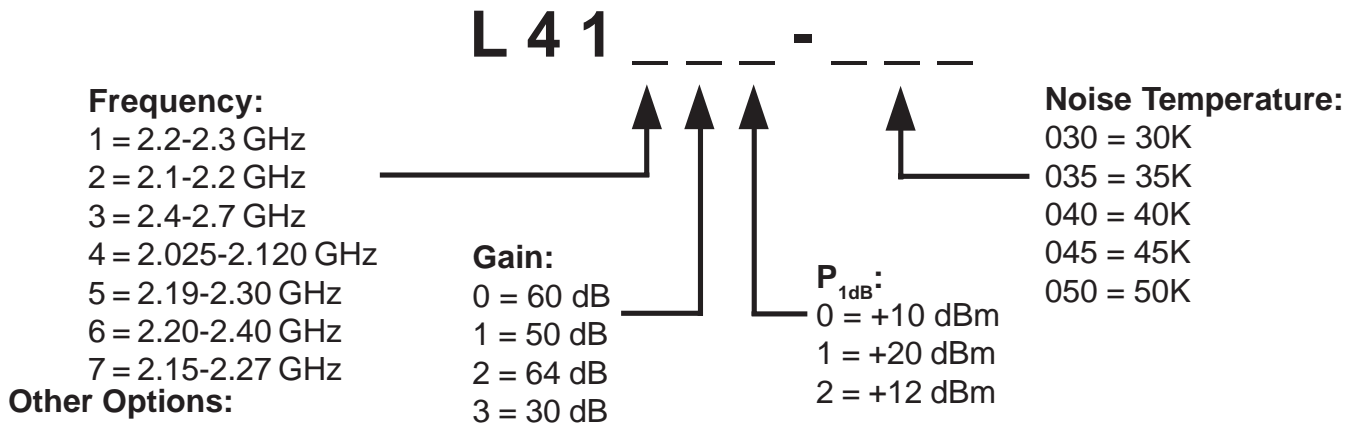 L 4 1 _ _ _ - _ _ _
Frequency:
1 = 2.2-2.3 GHz
2 = 2.1-2.2 GHz
3 = 2.4-2.7 GHz
4 = 2.025-2.120 GHz
5 = 2.19-2.30 GHz
6 = 2.20-2.40 GHz
7 = 2.15-2.27 GHz
Gain:
0 = 60 dB
1 = 50 dB
2 = 64 dB
3 = 30 dB
P1dB:
0 = +10 dBm
1 = +20 dBm
2 = +12 dBm
Noise Temperature:
030 = 30K
035 = 35K
040 = 40K
045 = 45K
050 = 50K
Other Options: